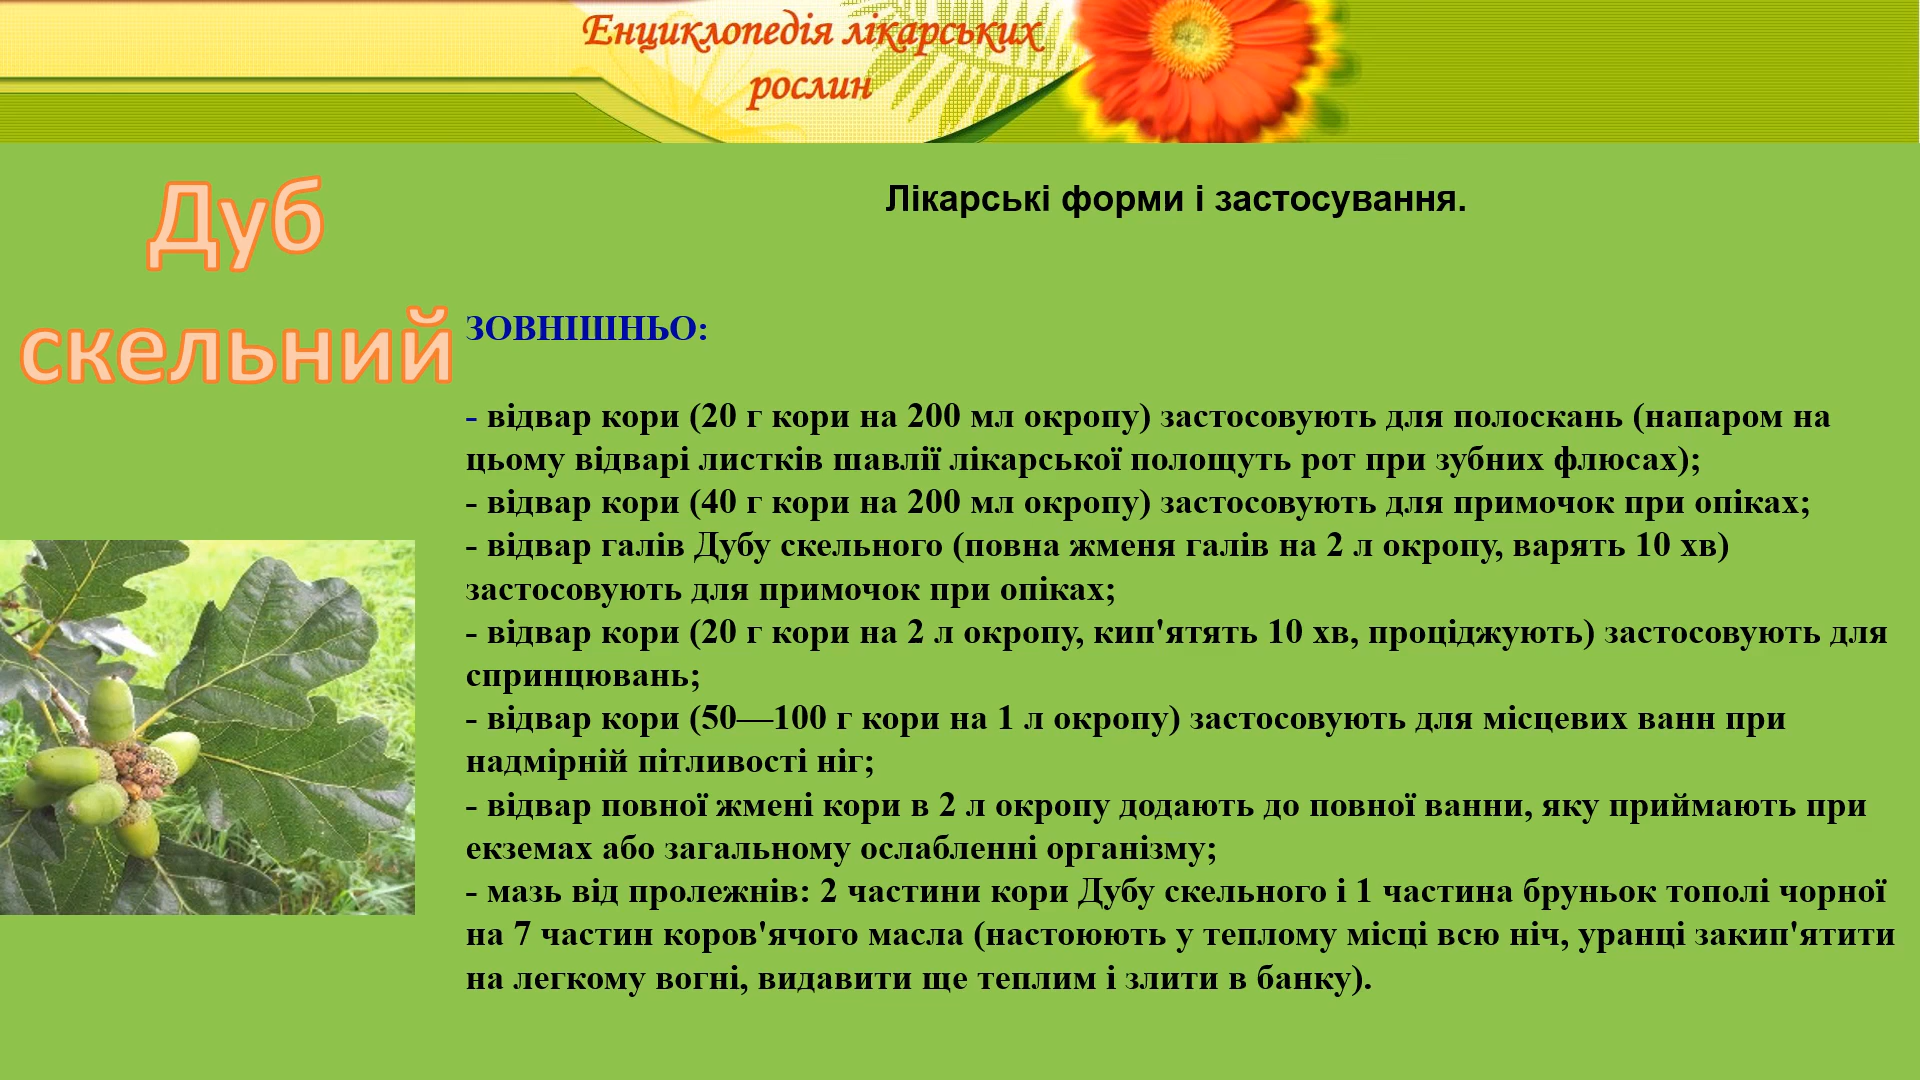 Енциклопедія лікарських
рослин
Дуб
скельний
Лікарські форми і застосування.
ЗОВНІШНЬО:
- відвар кори (20 г кори на 200 мл окропу) застосовують для полоскань (напаром на
цьому відварі листків шавлії лікарської полощуть рот при зубних флюсах);
- відвар кори (40 г кори на 200 мл окропу) застосовують для примочок при опіках;
- відвар галів Дубу скельного (повна жменя галів на 2 л окропу, варять 10 хв)
застосовують для примочок при опіках;
- відвар кори (20 г кори на 2 л окропу, кип'ятять 10 хв, проціджують) застосовують для
спринцювань;
- відвар кори (50—100 г кори на 1 л окропу) застосовують для місцевих ванн при
надмірній пітливості ніг;
- відвар повної жмені кори в 2 л окропу додають до повної ванни, яку приймають при
екземах або загальному ослабленні організму;
- мазь від пролежнів: 2 частини кори Дубу скельного і 1 частина бруньок тополі чорної
на 7 частин коров'ячого масла (настоюють у теплому місці всю ніч, уранці закип'ятити
на легкому вогні, видавити ще теплим і злити в банку).